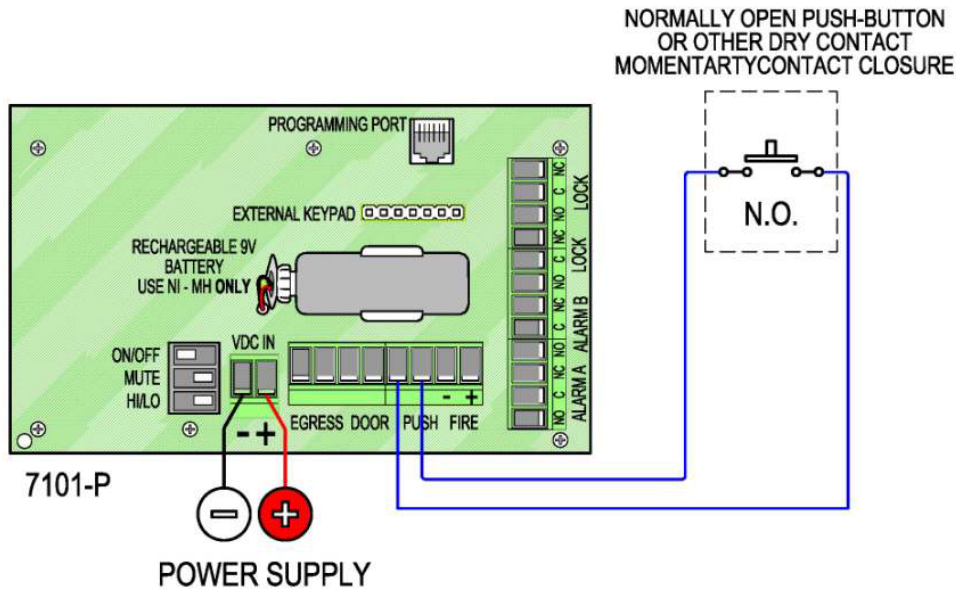 NORMALLY OPEN PUSH-BUTTON
OR OTHER DRY CONTACT
MOMENTARTYCONTACT CLOSURE
N.O.
PROGRAMMING PORT
EXTERNAL KEYPAD
RECHARGEABLE 9V
BATTERY
USE NI - MH ONLY
ON/OFF
MUTE
HI/LO
VDC IN
- +
EGRESS DOOR PUSH FIRE
- +
NC
C
NO
LOCK
NC
C
NO
LOCK
NC
C
NO
ALARM B
NC
C
NO
ALARM A
7101-P
- +
POWER SUPPLY